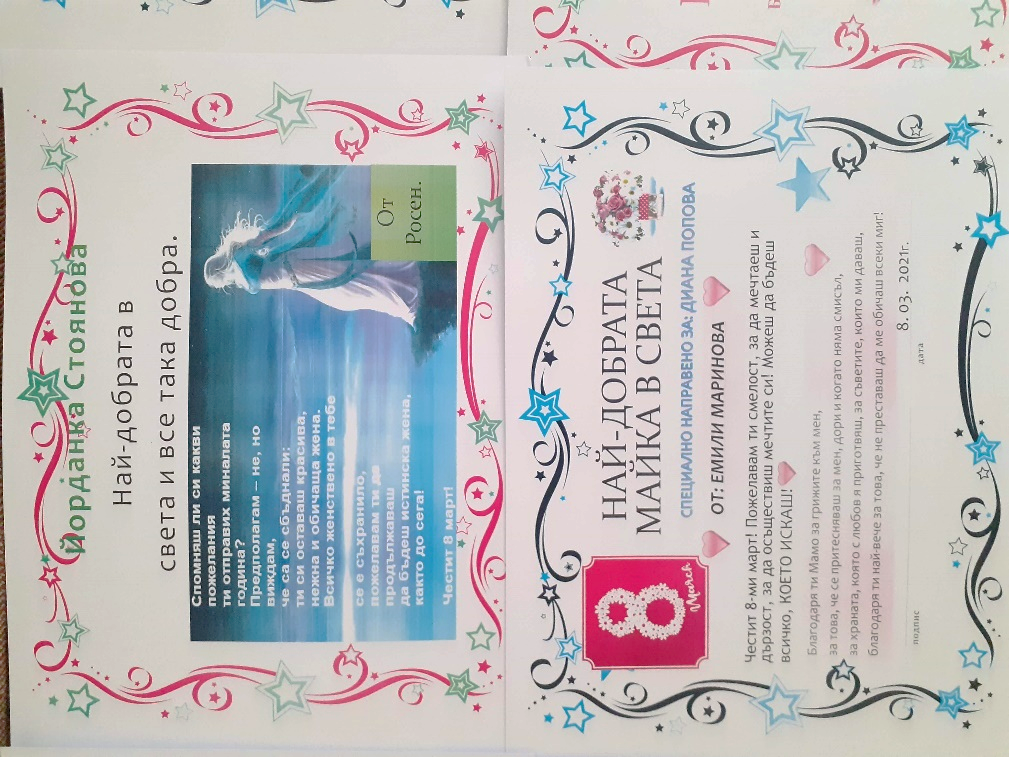 Йорданка Стоянова
Най-добрата в
света и все така добра.
Спомняш ли си какви
пожелания
ти отправих миналата
година?
Предполагам – не, но
виждам,
че са се сбъднали:
ти си оставаш красива,
нежна и обичаща жена.
Всичко женствено в тебе
се е съхранило,
пожелавам ти да
продължаваш
да бъдеш истинска жена,
както до сега!
Честит 8 март!
От
Росен.
8
March
НАЙ-ДОБРАТА
МАЙКА В СВЕТА
СПЕЦИАЛНО НАПРАВЕНО ЗА: ДИАНА ПОПОВА
ОТ: ЕМИЛИ МАРИНОВА
Честит 8-ми март! Пожелавам ти смелост, за да мечтаеш и
дързост, за да осъществиш мечтите си! Можеш да бъдеш
всичко, КОЕТО ИСКАШ!
Благодаря ти Мамо за грижите към мен,
за това, че се притесняваш за мен, дори и когато няма смисъл,
за храната, която с любов я приготвяш, за съветите, които ми даваш,
благодаря ти най-вече за това, че не преставаш да ме обичаш всеки миг!
8. 03. 2021г.
подпис
дата